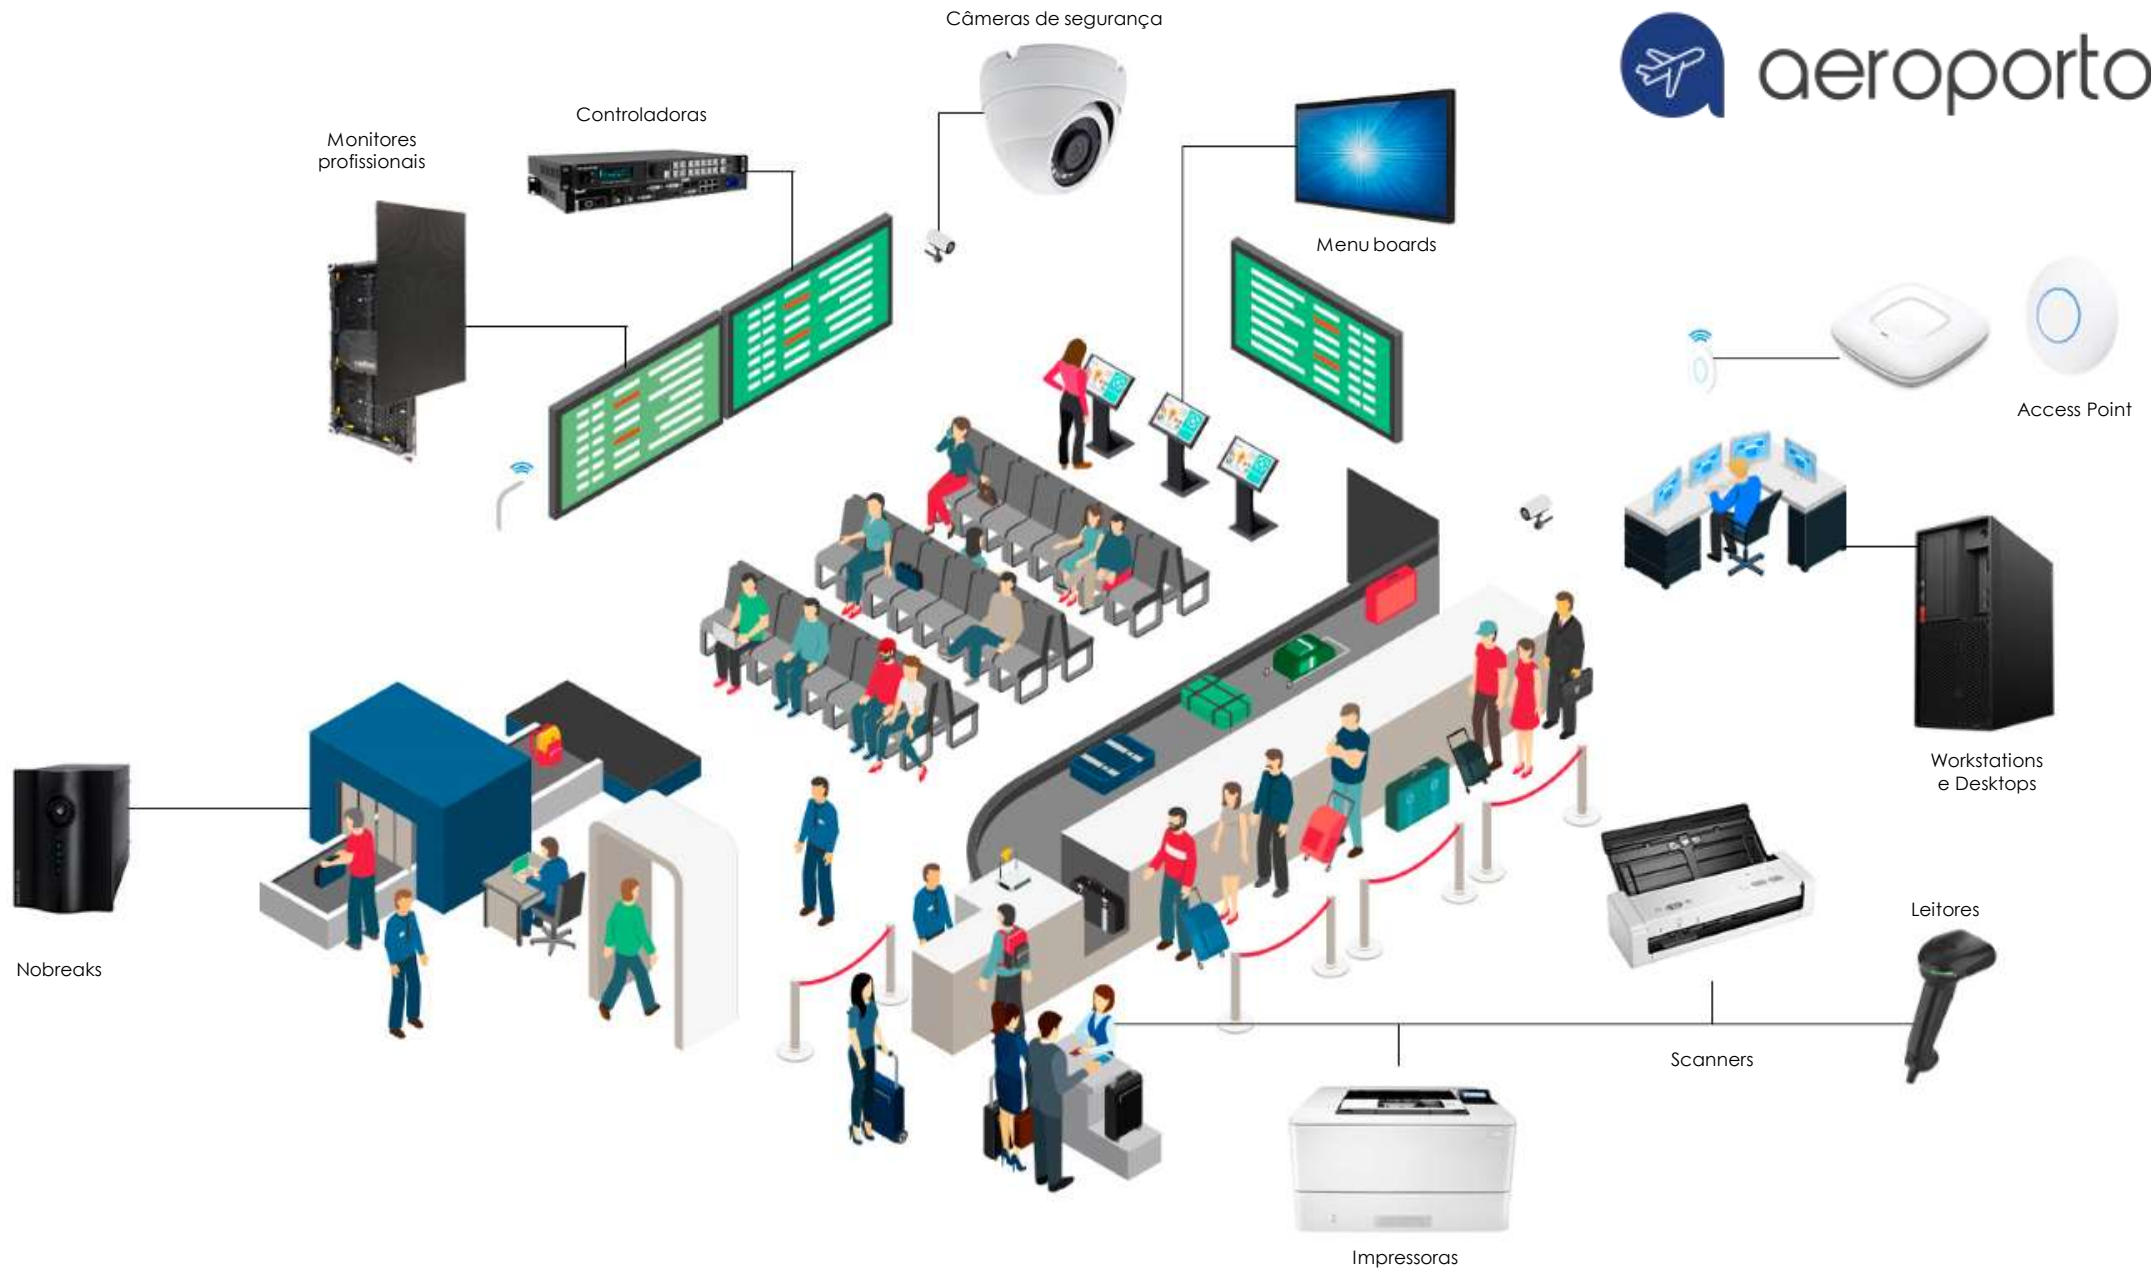 Câmeras de segurança
aeroporto
Controladoras
Monitores
profissionais
Menu boards
Access Point
Workstations
e Desktops
Leitores
Nobreaks
Scanners
Impressoras